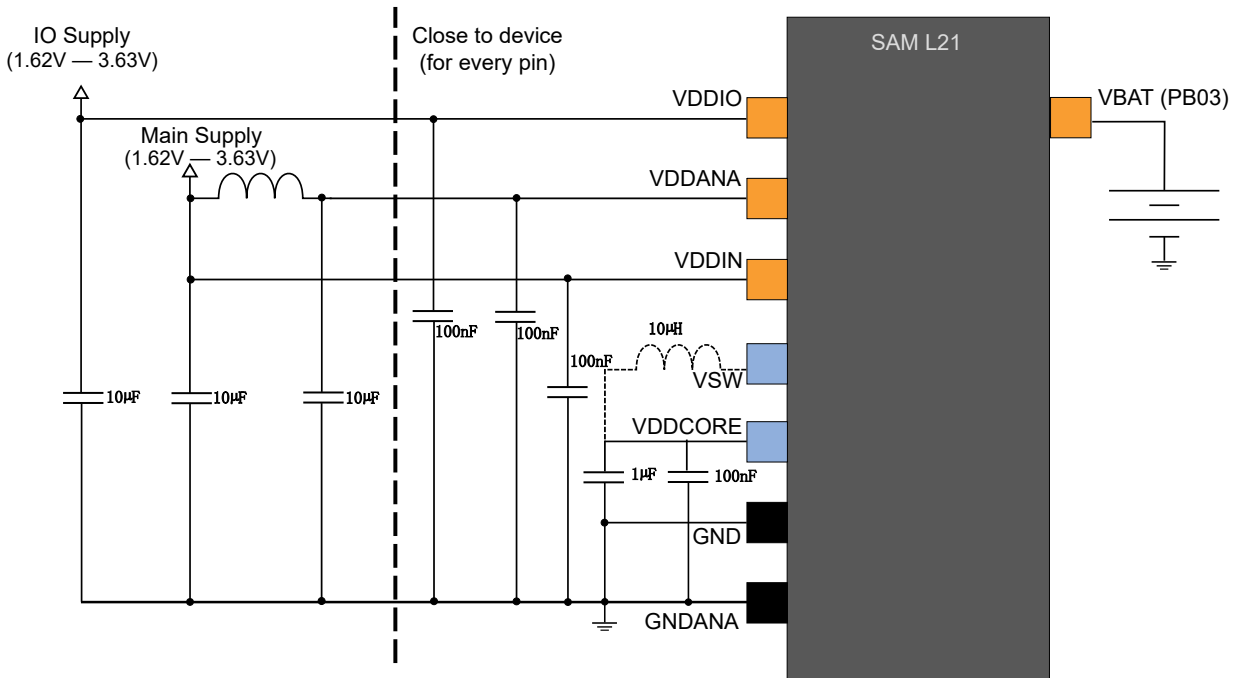 IO Supply
(1.62V — 3.63V)
Close to device
(for every pin)
SAM L21
VDDIO
VBAT (PB03)
Main Supply
(1.62V — 3.63V)
VDDANA
VDDIN
100nF
100nF
10µH
100nF
VSW
10µF
10µF
10µF
VDDCORE
1µF
100nF
GND
GNDANA